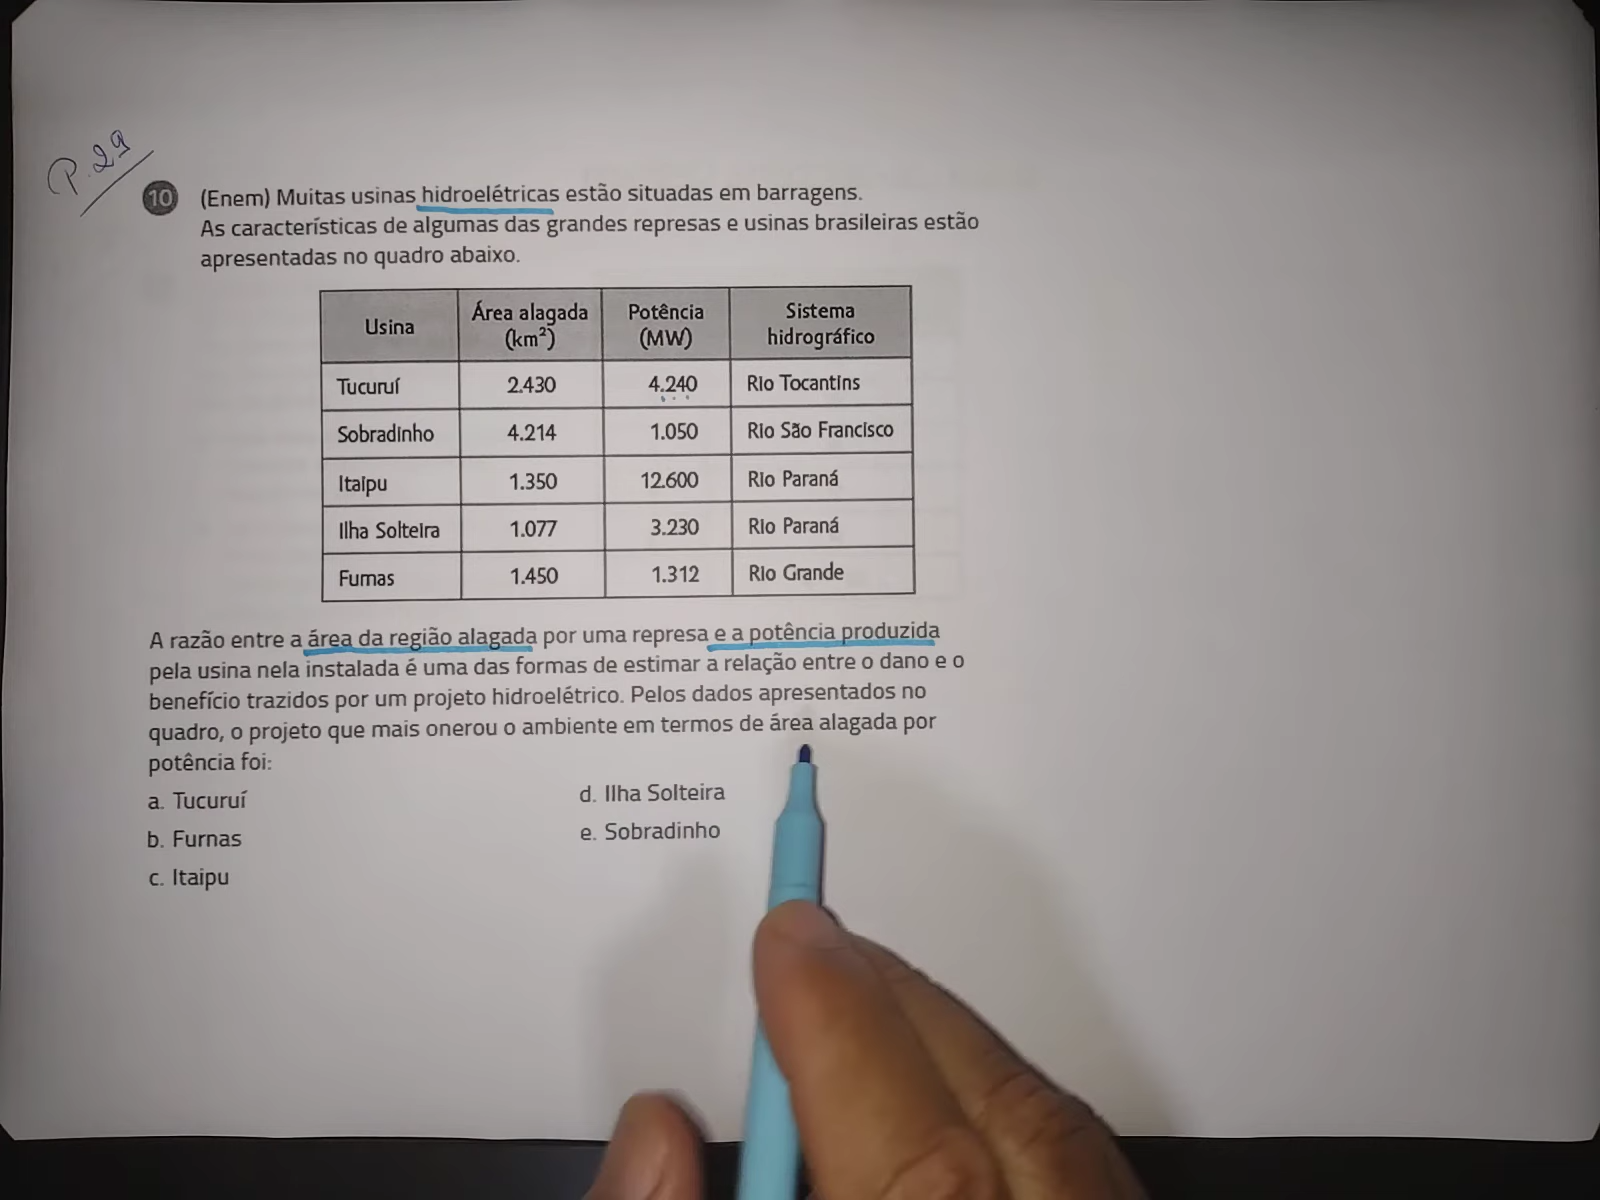 P.29
10 (Enem) Muitas usinas hidroelétricas estão situadas em barragens.
As características de algumas das grandes represas e usinas brasileiras estão
apresentadas no quadro abaixo.
Usina Área alagada (km²) Potência (MW) Sistema hidrográfico
Tucuruí 2.430 4.240 Rio Tocantins
Sobradinho 4.214 1.050 Rio São Francisco
Itaipu 1.350 12.600 Rio Paraná
Ilha Solteira 1.077 3.230 Rio Paraná
Furnas 1.450 1.312 Rio Grande
A razão entre a área da região alagada por uma represa e a potência produzida
pela usina nela instalada é uma das formas de estimar a relação entre o dano e o
benefício trazidos por um projeto hidroelétrico. Pelos dados apresentados no
quadro, o projeto que mais onerou o ambiente em termos de área alagada por
potência foi:
a. Tucuruí
b. Furnas
c. Itaipu
d. Ilha Solteira
e. Sobradinho